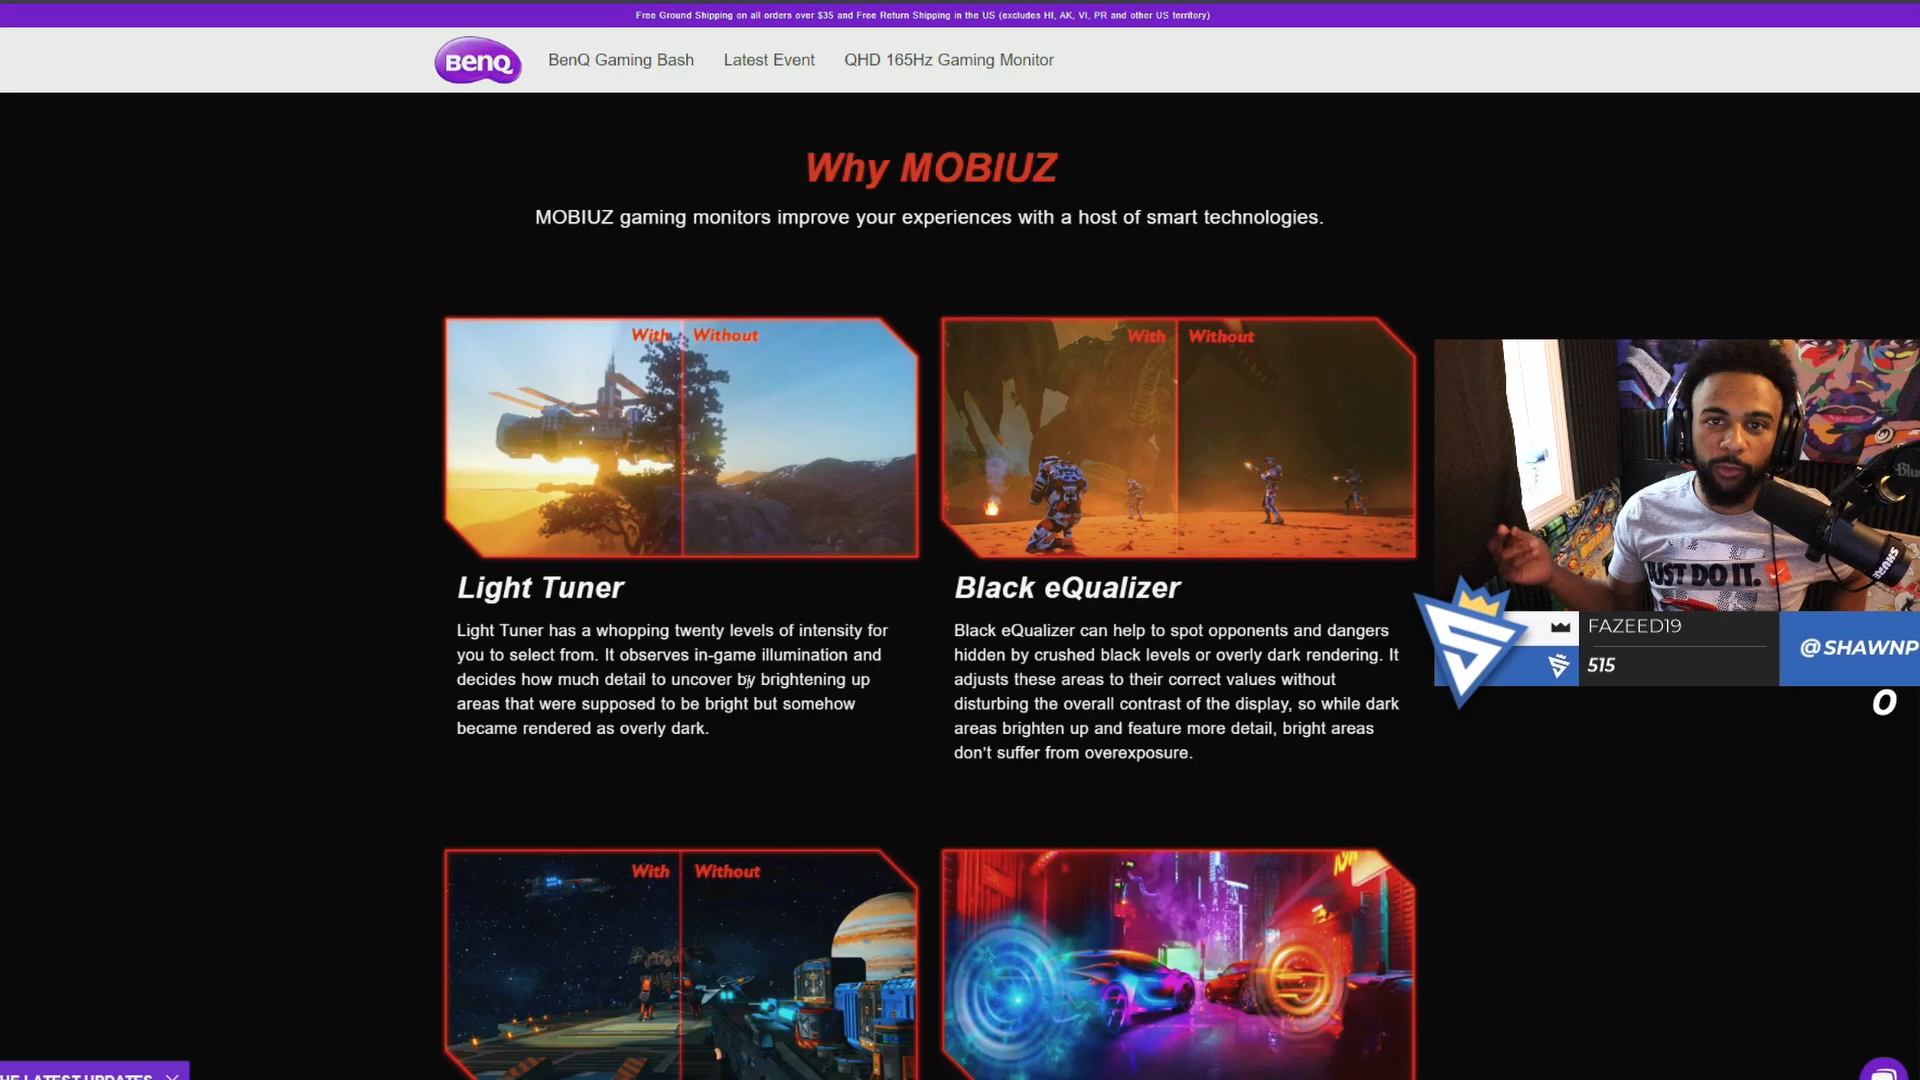 Free Ground Shipping on all orders over $35 and Free Return Shipping in the US (excludes HI, AK, VI, PR and other US territory)
BenQ
BenQ Gaming Bash
Latest Event
QHD 165Hz Gaming Monitor
Why MOBIUZ
MOBIUZ gaming monitors improve your experiences with a host of smart technologies.
With
Without
With
Without
Light Tuner
Light Tuner has a whopping twenty levels of intensity for
you to select from. It observes in-game illumination and
decides how much detail to uncover by brightening up
areas that were supposed to be bright but somehow
became rendered as overly dark.
Black eQualizer
Black eQualizer can help to spot opponents and dangers
hidden by crushed black levels or overly dark rendering. It
adjusts these areas to their correct values without
disturbing the overall contrast of the display, so while dark
areas brighten up and feature more detail, bright areas
don't suffer from overexposure.
Blue
SHURE
JUST DO IT.
FAZEED19
515
@SHAWNP
0
With
Without
HE LATEST UPDATES